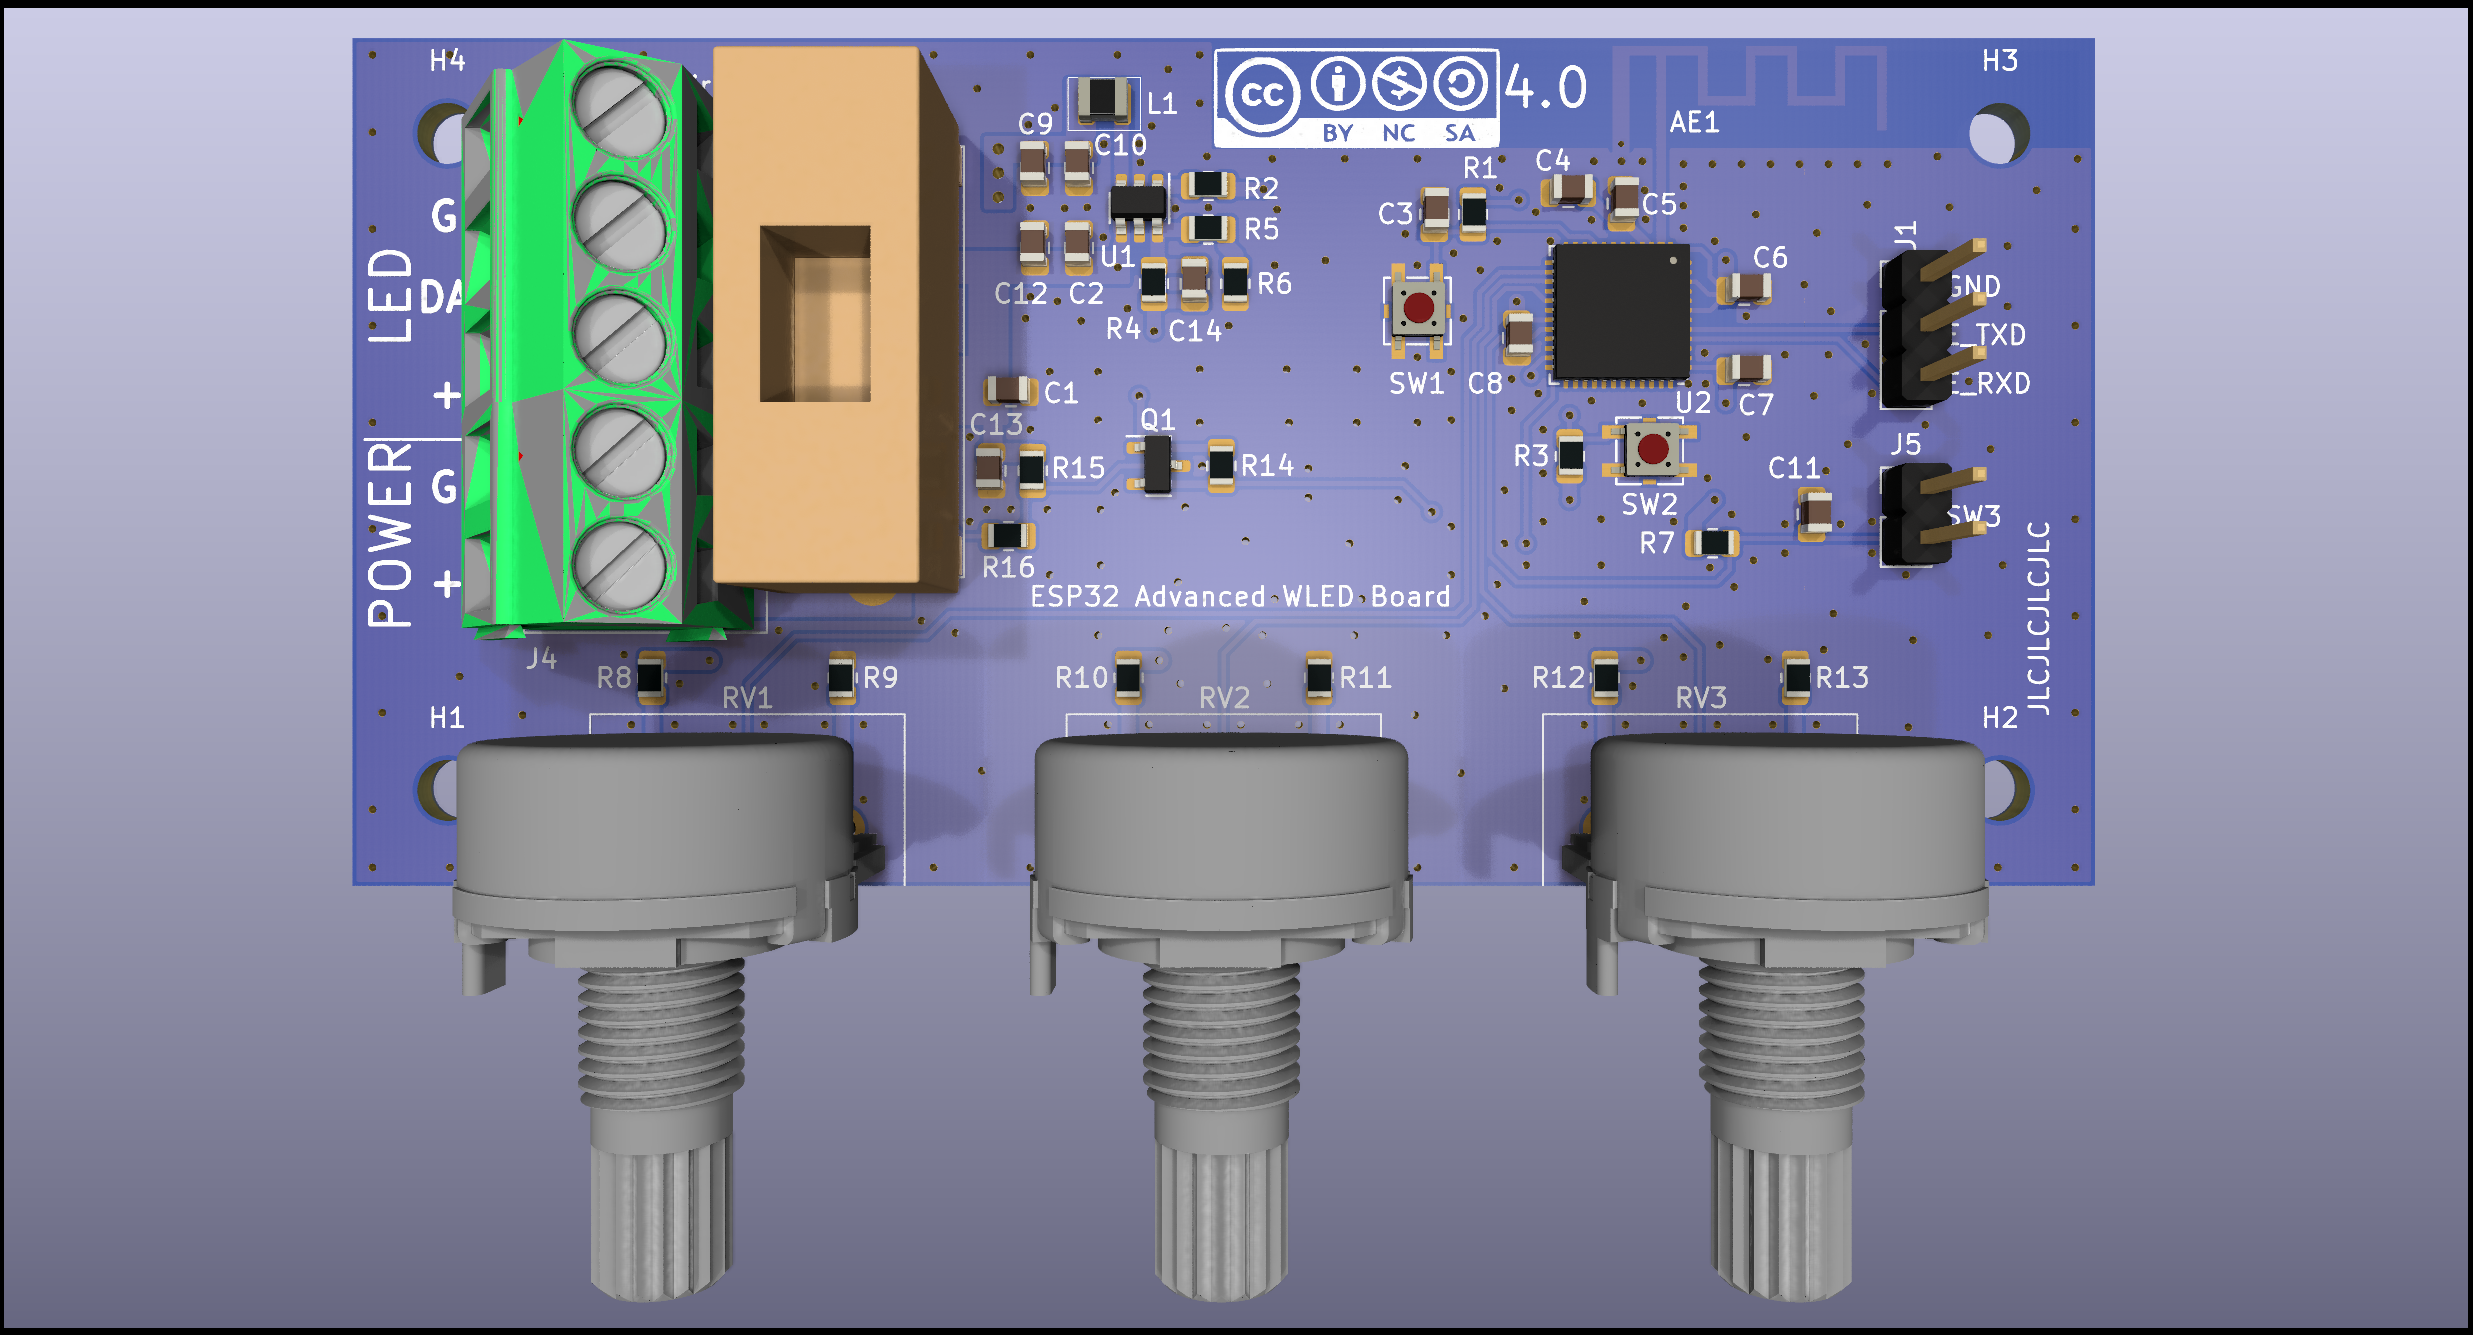 H4
L1
C9
C10
cc
BY NC SA
4.0
H3
AE1
R1
C4
C5
C3
R2
R5
U1
G
LED
DA
+
C12
C2
R4
C14
R6
SW1
C8
C6
C7
U2
J1
GND
E_TXD
E_RXD
C1
C13
R15
Q1
R14
R3
SW2
R7
C11
J5
SW3
POWER
G
+
R16
ESP32 Advanced WLED Board
JLCJLCJLCJLC
J4
R8
R9
RV1
R10
R11
RV2
R12
R13
RV3
H1
H2